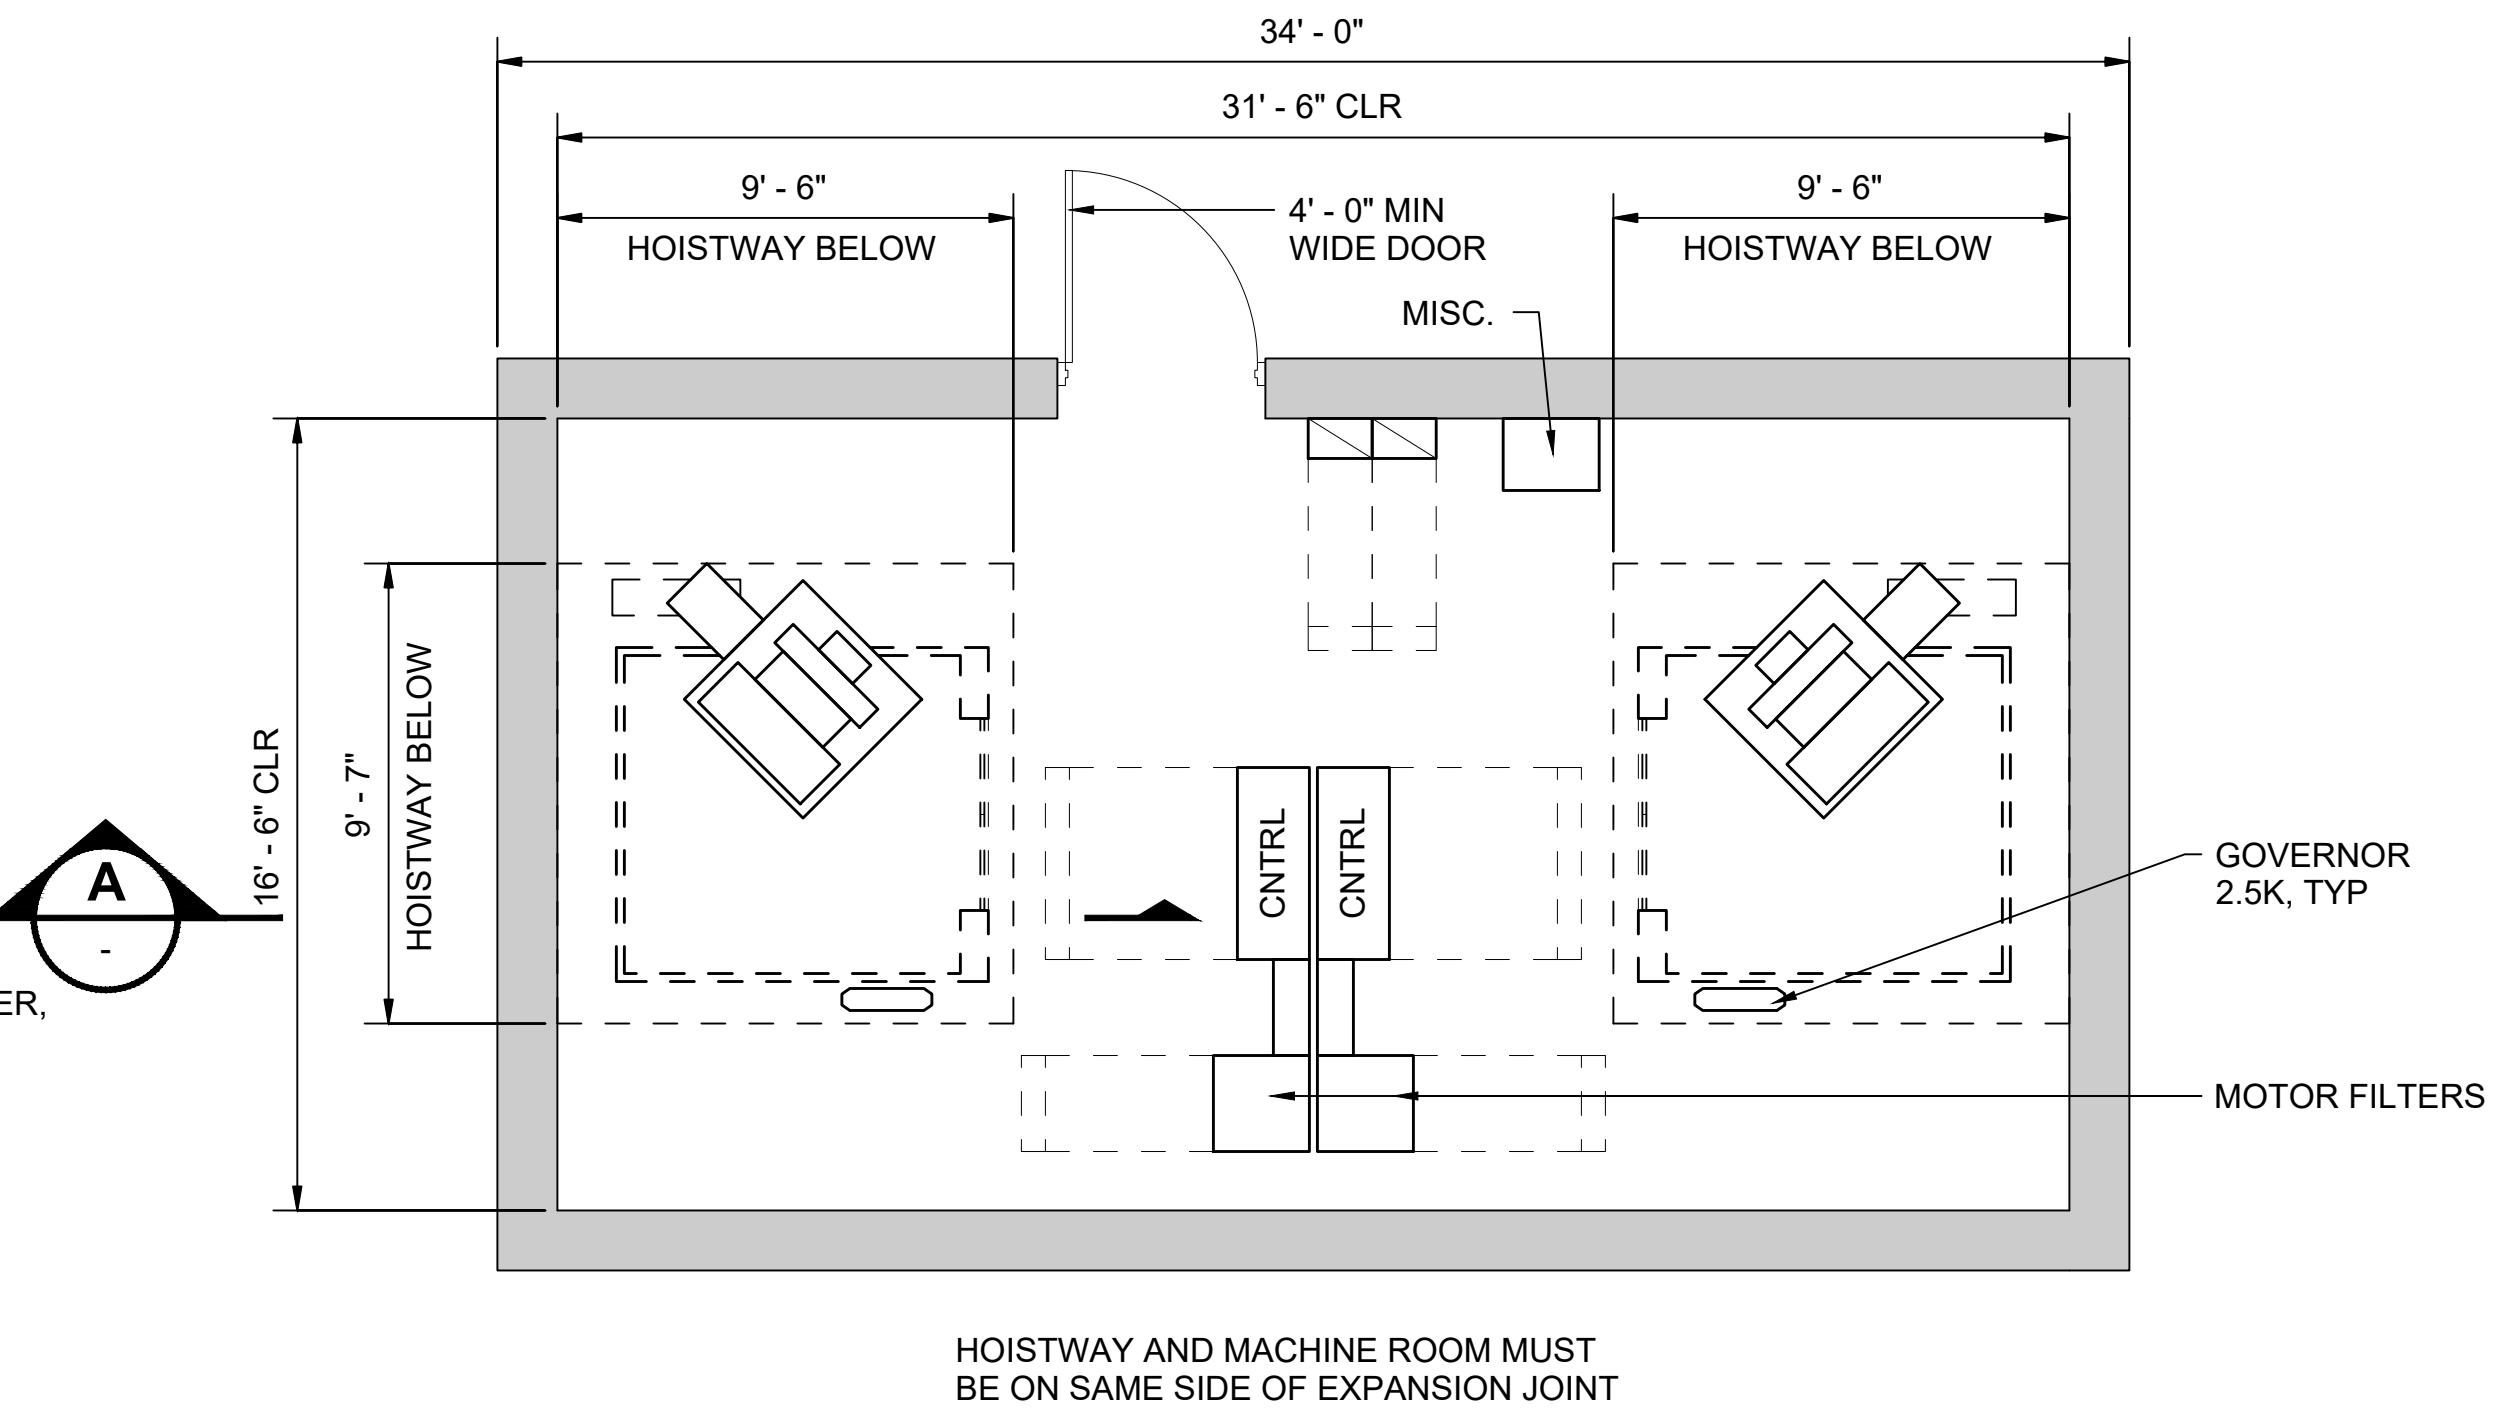 34' - 0"
31' - 6" CLR
9' - 6"
HOISTWAY BELOW
4' - 0" MIN
WIDE DOOR
9' - 6"
HOISTWAY BELOW
MISC.
16' - 6" CLR
9' - 7"
HOISTWAY BELOW
A
-
ER,
CNTRL
CNTRL
GOVERNOR
2.5K, TYP
MOTOR FILTERS
HOISTWAY AND MACHINE ROOM MUST
BE ON SAME SIDE OF EXPANSION JOINT